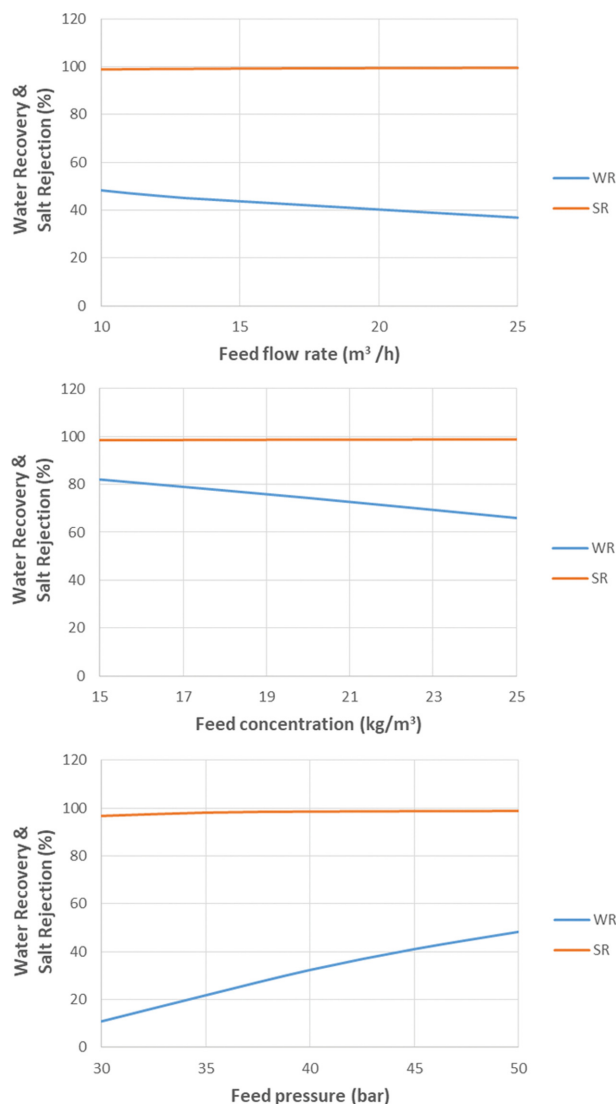 120
100
80
60
40
20
0
Water Recovery &
Salt Rejection (%)
10
15
20
25
Feed flow rate (m³ /h)
WR
SR
120
100
80
60
40
20
0
Water Recovery &
Salt Rejection (%)
15
17
19
21
23
25
Feed concentration (kg/m³)
WR
SR
120
100
80
60
40
20
0
Water Recovery &
Salt Rejection (%)
30
35
40
45
50
Feed pressure (bar)
WR
SR